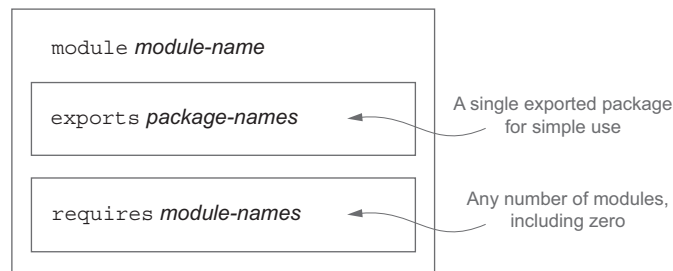 module module-name
exports package-names
A single exported package
for simple use
requires module-names
Any number of modules,
including zero